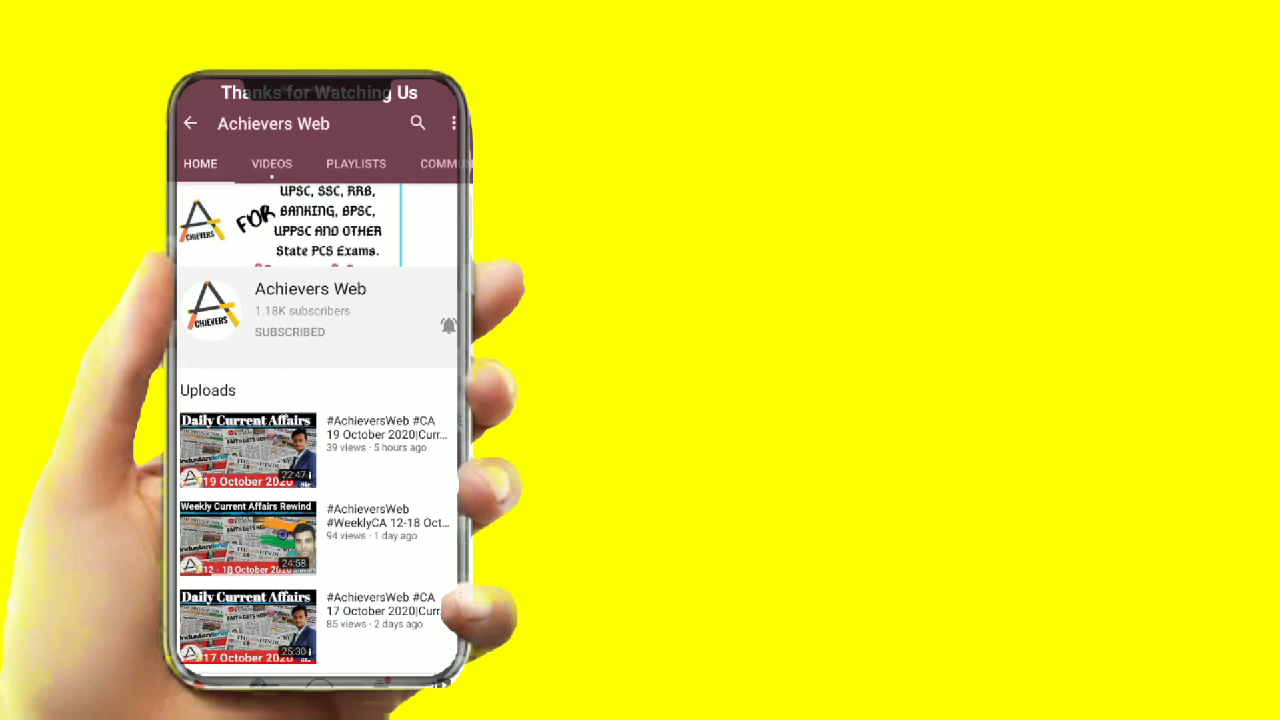 Thanks for Watching Us
Achievers Web
HOME VIDEOS PLAYLISTS COMMUN
UPSC, SSC, RRB,
FOR BANKING, BPSC,
CHIEVERS UPPSC AND OTHER
State PCS Exams.
Achievers Web
1.18K subscribers
CHIEVERS
SUBSCRIBED
Uploads
Daily Current Affairs
#AchieversWeb #CA
19 October 2020|Curr...
39 views · 5 hours ago
22:47
19 October 2020
Weekly Current Affairs Rewind
#AchieversWeb
#WeeklyCA 12-18 Oct...
94 views · 1 day ago
24:58
12 - 18 October 2020
Daily Current Affairs
#AchieversWeb #CA
17 October 2020|Curr...
85 views · 2 days ago
25:30
17 October 2020